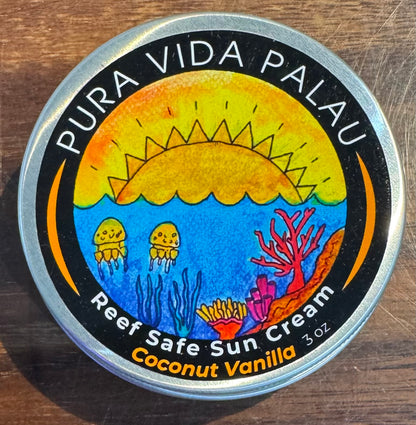 PURA VIDA PALAU
Reef Safe Sun Cream
3 oz
Coconut Vanilla